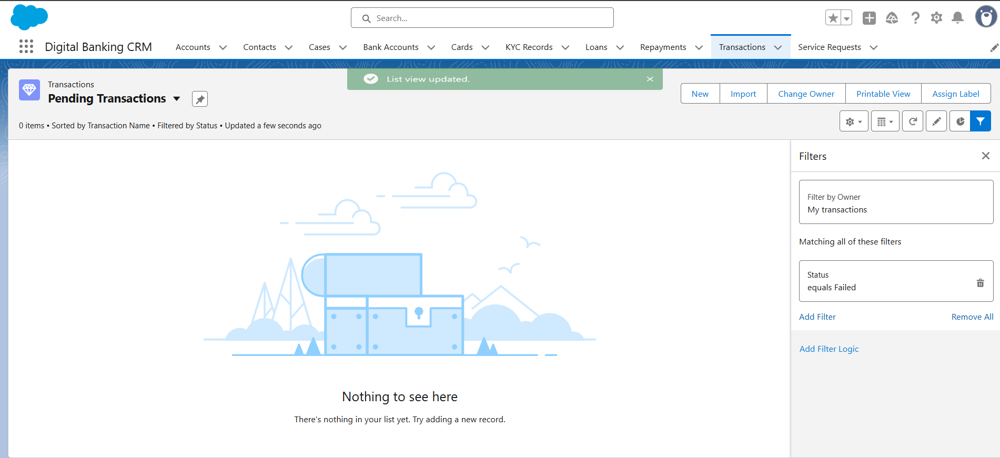 Search...
Digital Banking CRM
Accounts
Contacts
Cases
Bank Accounts
Cards
KYC Records
Loans
Repayments
Transactions
Service Requests
List view updated.
Transactions
Pending Transactions
New
Import
Change Owner
Printable View
Assign Label
0 items • Sorted by Transaction Name • Filtered by Status • Updated a few seconds ago
Filters
Filter by Owner
My transactions
Matching all of these filters
Status
equals Failed
Add Filter
Remove All
Add Filter Logic
Nothing to see here
There's nothing in your list yet. Try adding a new record.